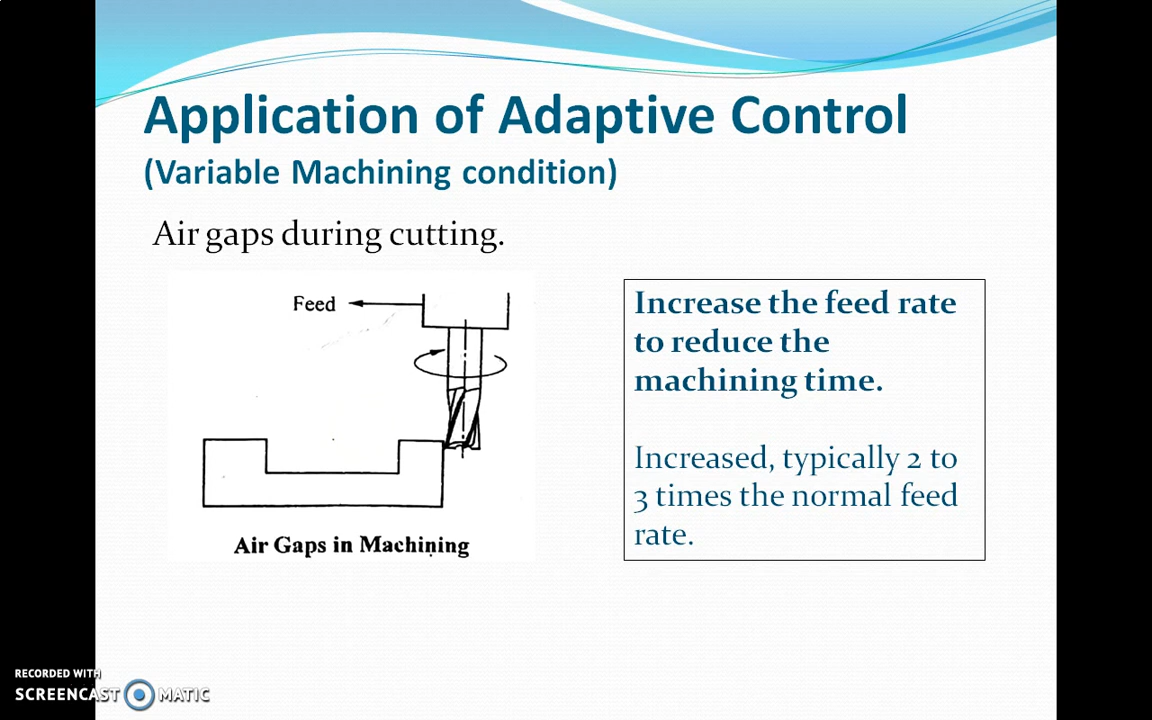 Application of Adaptive Control
(Variable Machining condition)
Air gaps during cutting.
Feed
Air Gaps in Machining
Increase the feed rate
to reduce the
machining time.
Increased, typically 2 to
3 times the normal feed
rate.
RECORDED WITH
SCREENCAST MATIC